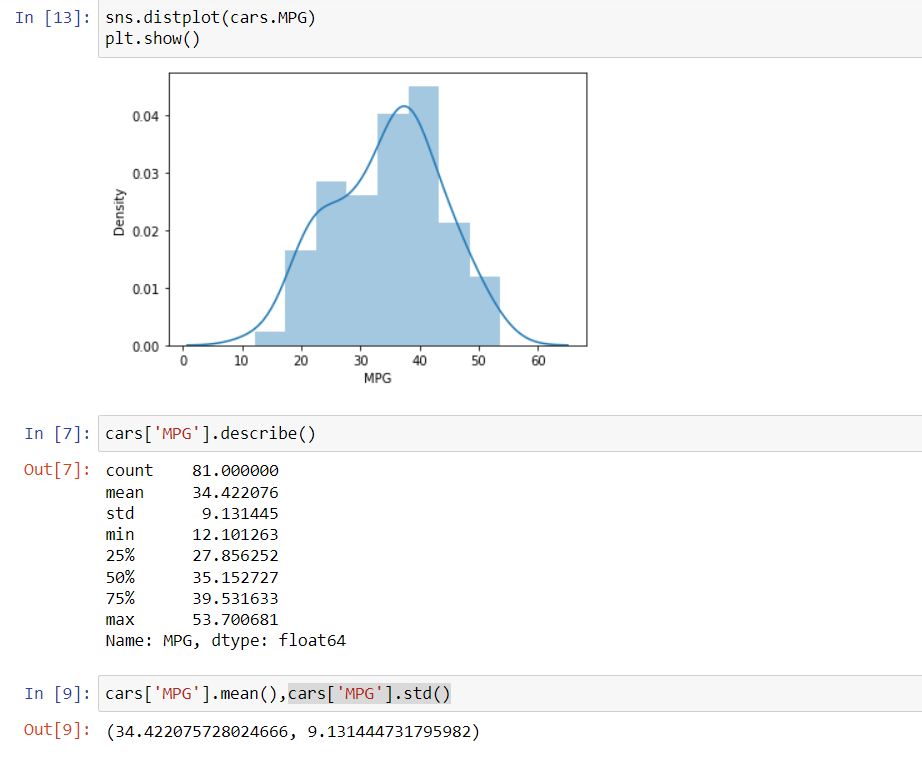 In [13]: sns.distplot(cars.MPG)
plt.show()
0.04
0.03
0.02
0.01
0.00
Density
0 10 20 30 40 50 60
MPG
In [7]: cars['MPG'].describe()
Out[7]: count 81.000000
mean 34.422076
std 9.131445
min 12.101263
25% 27.856252
50% 35.152727
75% 39.531633
max 53.700681
Name: MPG, dtype: float64
In [9]: cars['MPG'].mean(),cars['MPG'].std()
Out[9]: (34.422075728024666, 9.131444731795982)